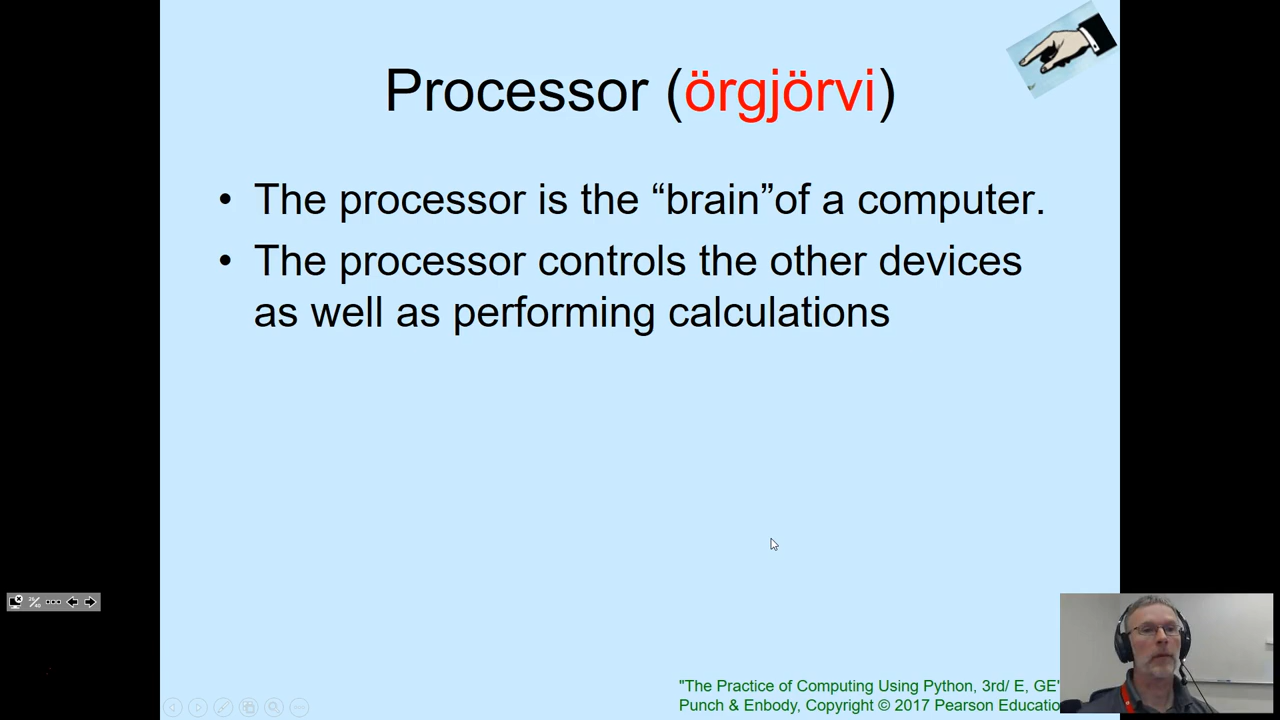 Processor (örgjörvi)
• The processor is the “brain”of a computer.
• The processor controls the other devices
as well as performing calculations
"The Practice of Computing Using Python, 3rd/ E, GE"
Punch & Enbody, Copyright © 2017 Pearson Educatio